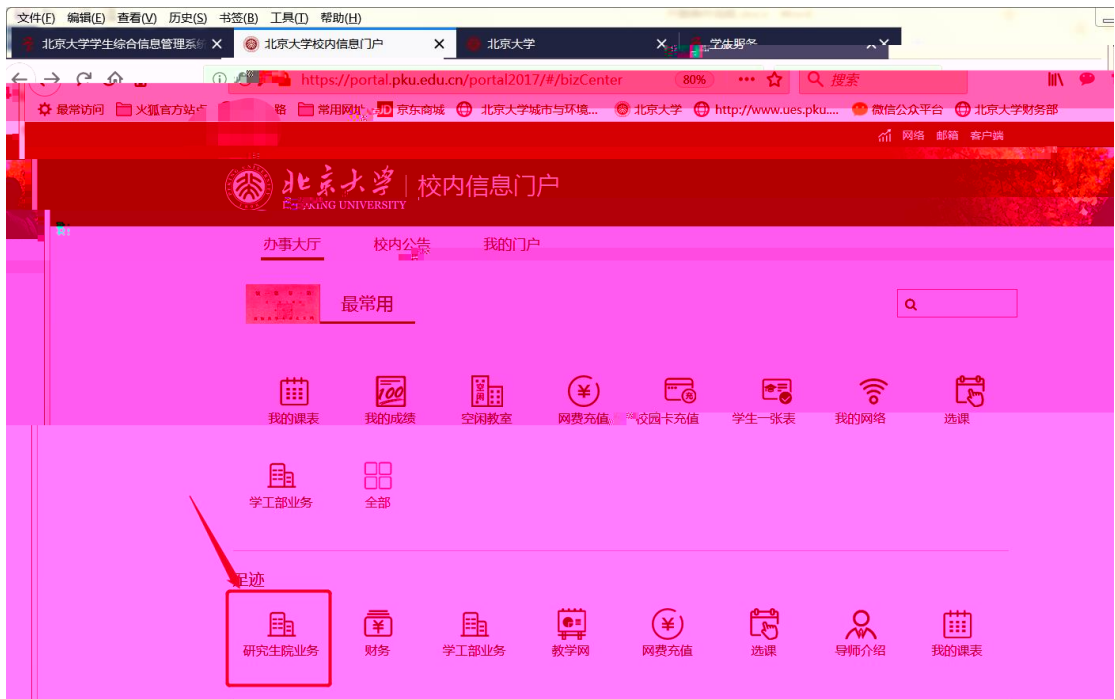 文件(F) 编辑(E) 查看(V) 历史(S) 书签(B) 工具(T) 帮助(H)
北京大学学生综合信息管理系统 北京大学校内信息门户 北京大学
https://portal.pku.edu.cn/portal2017/#/bizCenter 80% 搜索
最常访问 火狐官方站点 常用网址 京东商城 北京大学城市与环境... 北京大学 http://www.ues.pku.... 微信公众平台 北京大学财务部
网络 邮箱 客户端
北京大学 校内信息门户
PEKING UNIVERSITY
办事大厅 校内公告 我的门户
最常用
我的课表 我的成绩 空闲教室 网费充值 校园卡充值 学生一张表 我的网络 选课
学工部业务 全部
足迹
研究生院业务 财务 学工部业务 教学网 网费充值 选课 导师介绍 我的课表